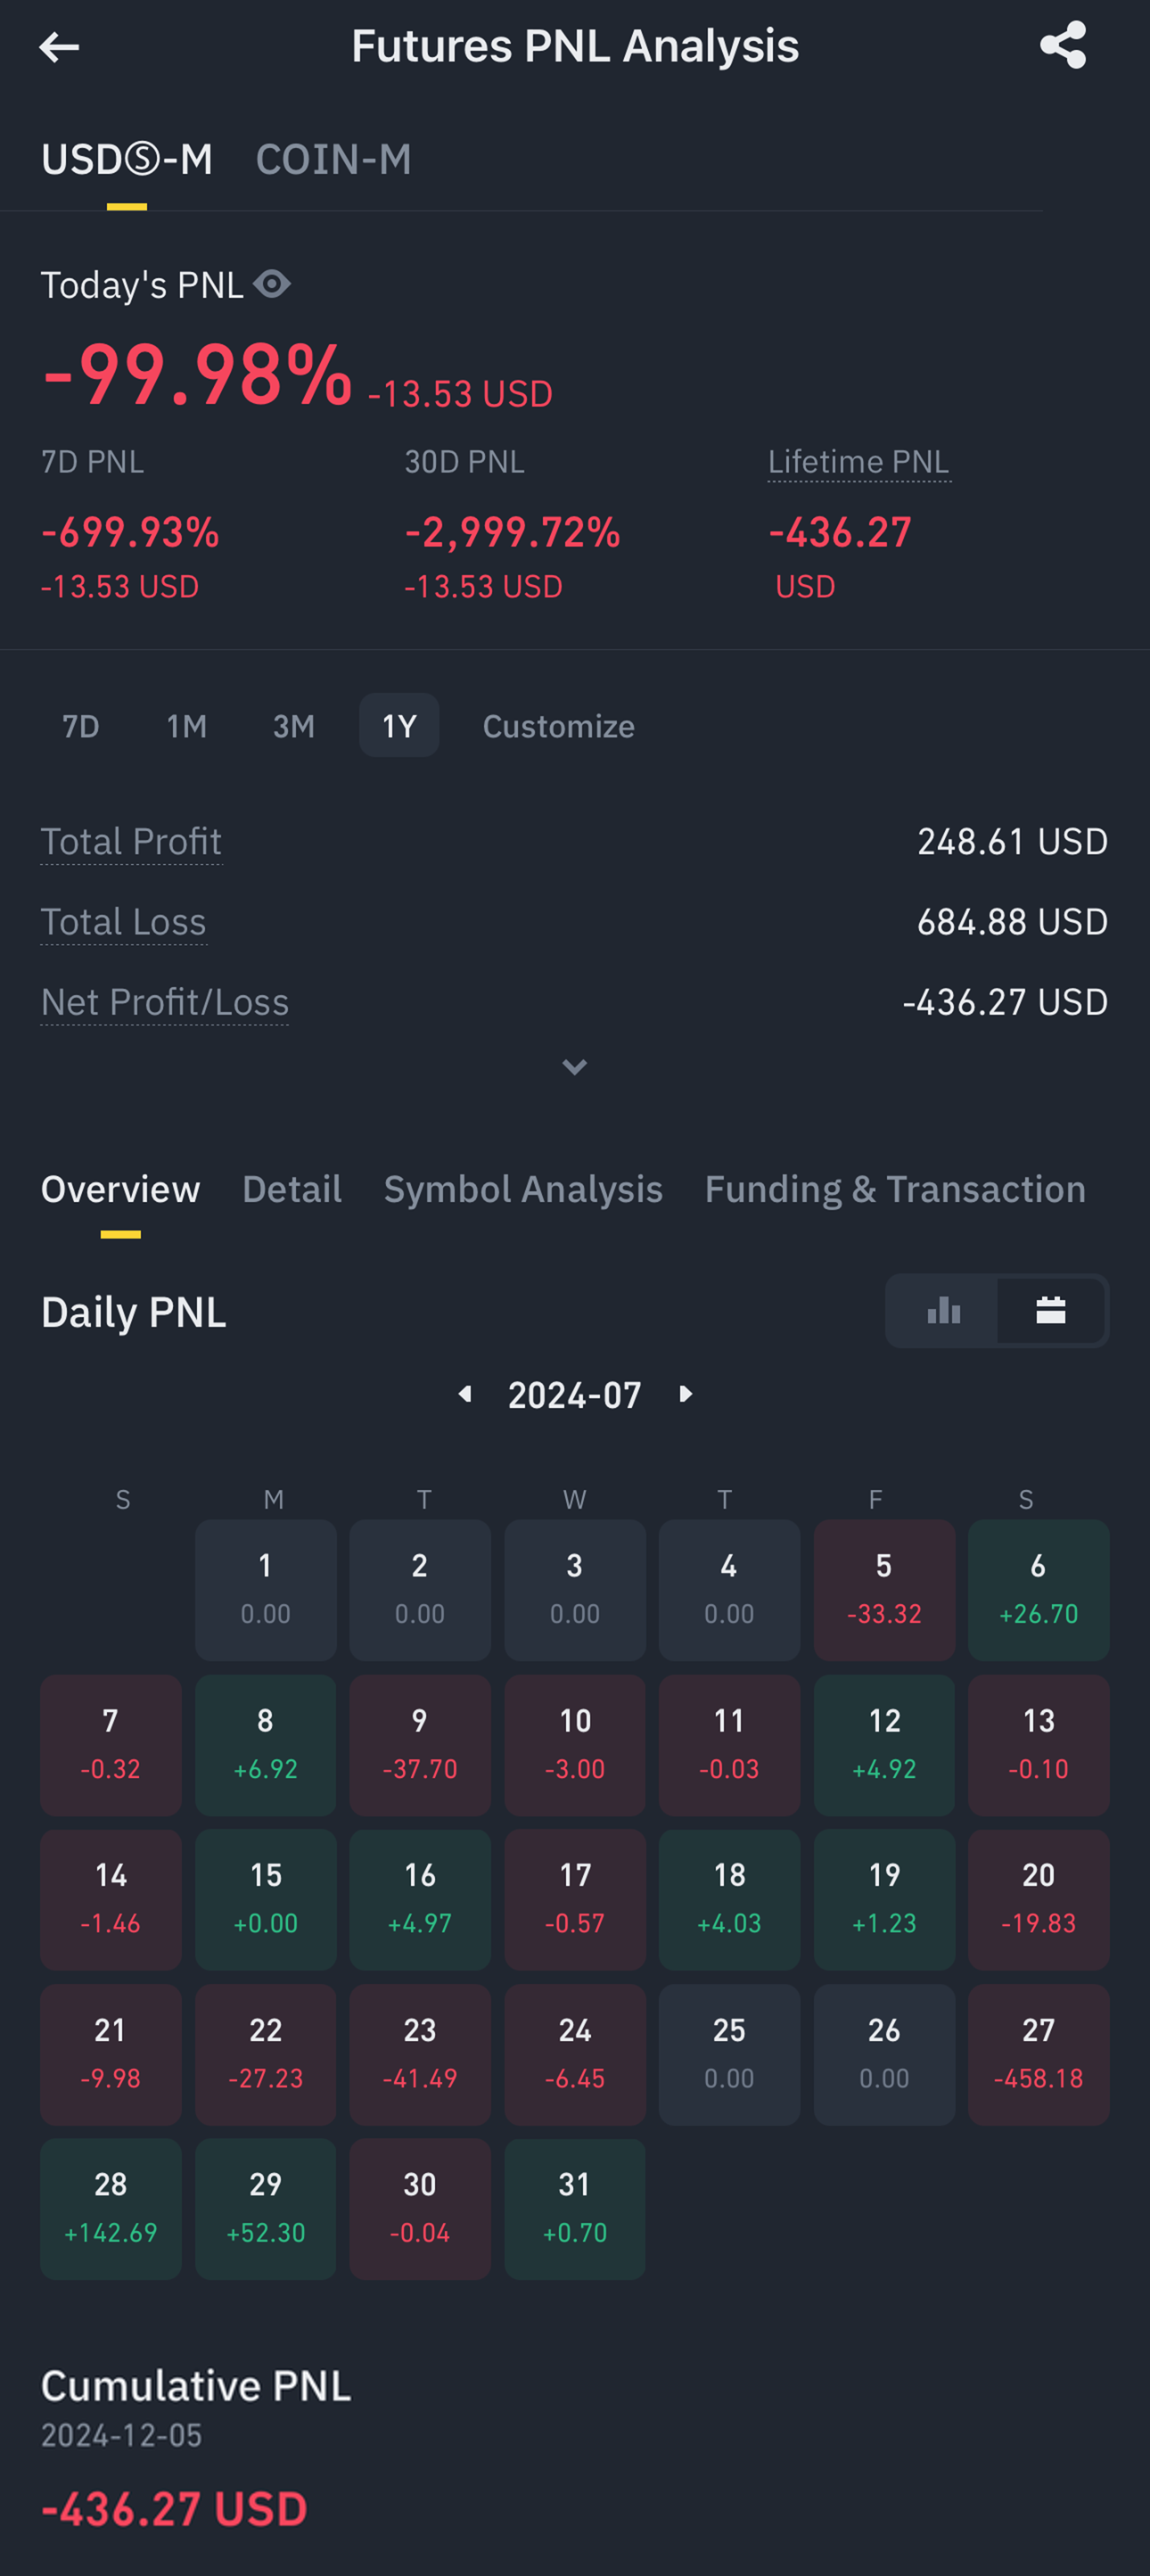 Futures PNL Analysis
USDⓈ-M COIN-M
Today's PNL
-99.98% -13.53 USD
7D PNL 30D PNL Lifetime PNL
-699.93% -2,999.72% -436.27
-13.53 USD -13.53 USD USD
7D 1M 3M 1Y Customize
Total Profit 248.61 USD
Total Loss 684.88 USD
Net Profit/Loss -436.27 USD
Overview Detail Symbol Analysis Funding & Transaction
Daily PNL
2024-07
S M T W T F S
1 2 3 4 5 6
0.00 0.00 0.00 0.00 -33.32 +26.70
7 8 9 10 11 12 13
-0.32 +6.92 -37.70 -3.00 -0.03 +4.92 -0.10
14 15 16 17 18 19 20
-1.46 +0.00 +4.97 -0.57 +4.03 +1.23 -19.83
21 22 23 24 25 26 27
-9.98 -27.23 -41.49 -6.45 0.00 0.00 -458.18
28 29 30 31
+142.69 +52.30 -0.04 +0.70
Cumulative PNL
2024-12-05
-436.27 USD